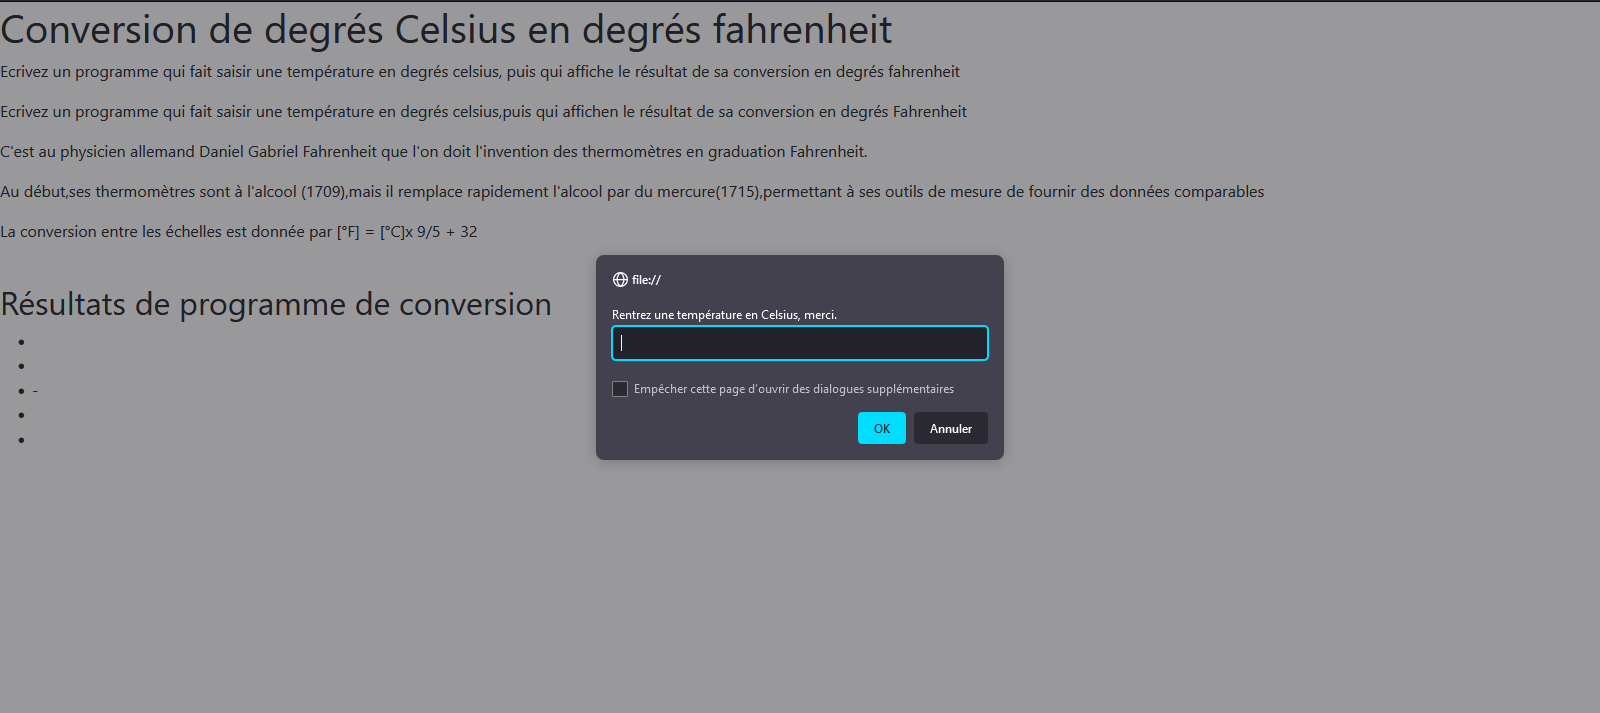 Conversion de degrés Celsius en degrés fahrenheit
Ecrivez un programme qui fait saisir une température en degrés celsius, puis qui affiche le résultat de sa conversion en degrés fahrenheit
Ecrivez un programme qui fait saisir une température en degrés celsius,puis qui affichen le résultat de sa conversion en degrés Fahrenheit
C'est au physicien allemand Daniel Gabriel Fahrenheit que l'on doit l'invention des thermomètres en graduation Fahrenheit.
Au début,ses thermomètres sont à l'alcool (1709),mais il remplace rapidement l'alcool par du mercure(1715),permettant à ses outils de mesure de fournir des données comparables
La conversion entre les échelles est donnée par [°F] = [°C]x 9/5 + 32
Résultats de programme de conversion
•
•
• -
•
•
file://
Rentrez une température en Celsius, merci.
Empêcher cette page d'ouvrir des dialogues supplémentaires
OK
Annuler